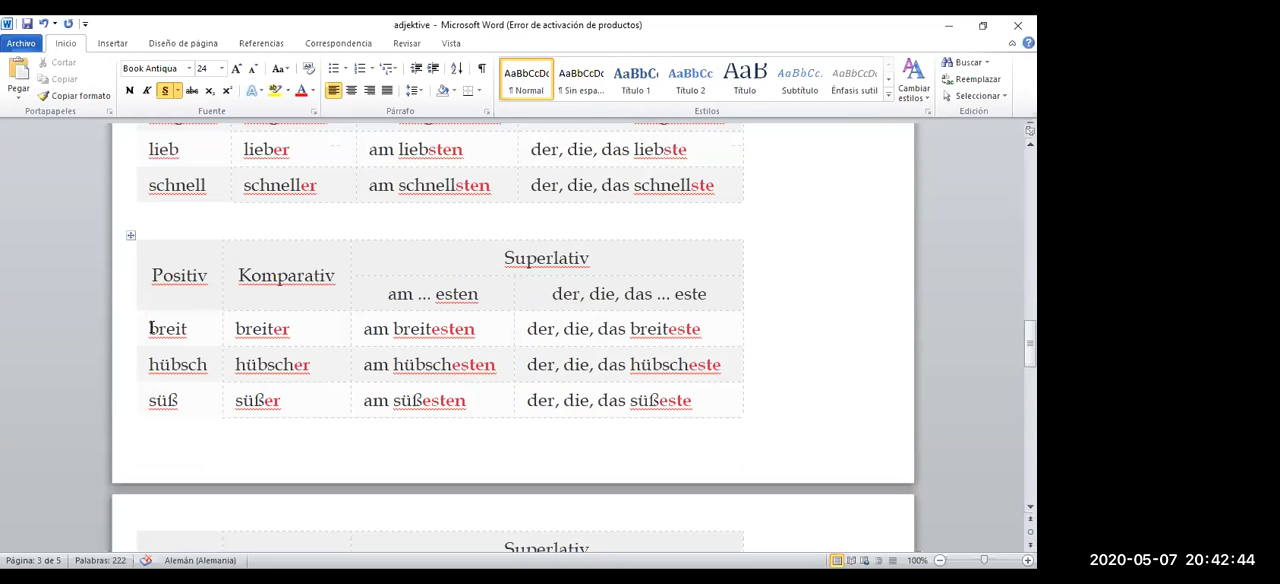 adjektive - Microsoft Word (Error de activación de productos)
Archivo Inicio Insertar Diseño de página Referencias Correspondencia Revisar Vista
Pegar
Cortar
Copiar
Copiar formato
Portapapeles
Book Antiqua 24
Fuente
Párrafo
AaBbCcDc AaBbCcDc AaBbC AaBbCc AaB AaBbCc. AaBbCcDc
¶ Normal ¶ Sin espa... Título 1 Título 2 Título Subtítulo Énfasis sutil
Cambiar estilos
Estilos
Buscar
Reemplazar
Seleccionar
Edición
lieb lieber am liebsten der, die, das liebste
schnell schneller am schnellsten der, die, das schnellste
Positiv Komparativ Superlativ
am ... esten der, die, das ... este
breit breiter am breitesten der, die, das breiteste
hübsch hübscher am hübschesten der, die, das hübscheste
süß süßer am süßesten der, die, das süßeste
Superlativ
Página: 3 de 5 Palabras: 222 Alemán (Alemania) 100%
2020-05-07 20:42:44